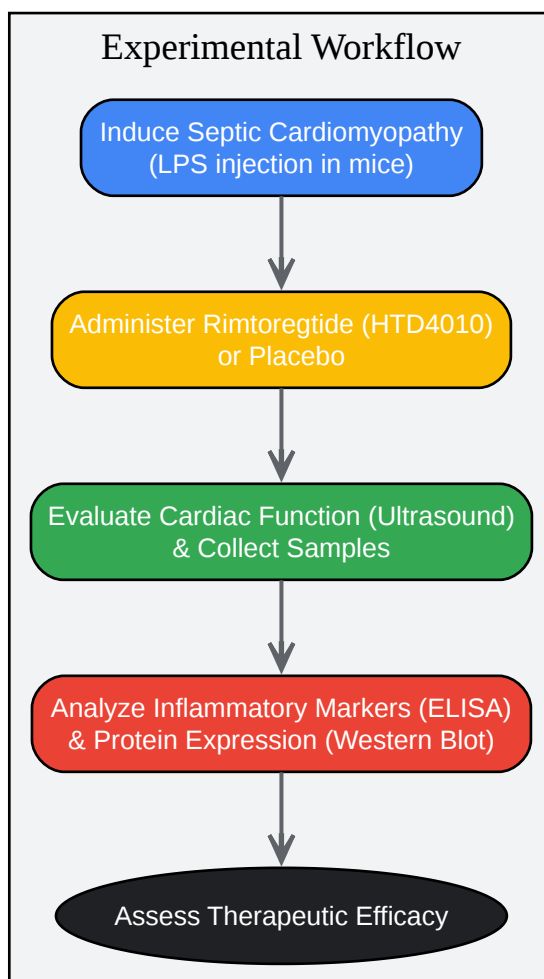 Experimental Workflow
Induce Septic Cardiomyopathy
(LPS injection in mice)
Administer Rimtoregtide (HTD4010)
or Placebo
Evaluate Cardiac Function (Ultrasound)
& Collect Samples
Analyze Inflammatory Markers (ELISA)
& Protein Expression (Western Blot)
Assess Therapeutic Efficacy